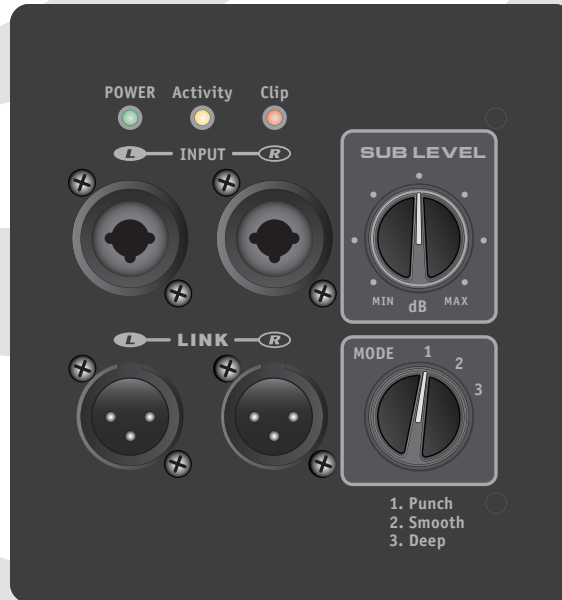 POWER Activity Clip
L INPUT R
SUB LEVEL
MIN dB MAX
L LINK R
MODE 1 2 3
1. Punch
2. Smooth
3. Deep